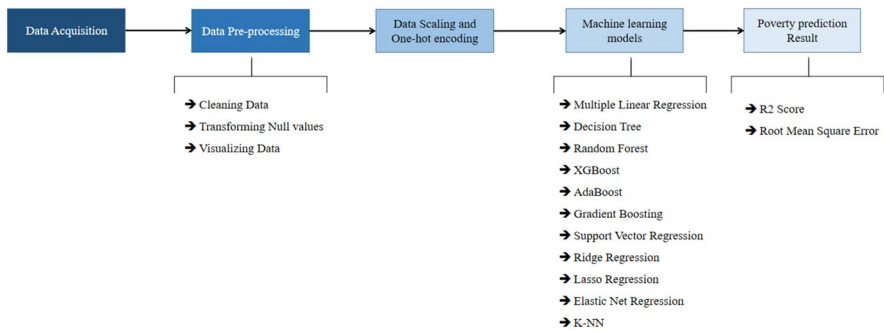 Data Acquisition
Data Pre-processing
Data Scaling and
One-hot encoding
Machine learning
models
Poverty prediction
Result
➔ Cleaning Data
➔ Transforming Null values
➔ Visualizing Data
➔ Multiple Linear Regression
➔ Decision Tree
➔ Random Forest
➔ XGBoost
➔ AdaBoost
➔ Gradient Boosting
➔ Support Vector Regression
➔ Ridge Regression
➔ Lasso Regression
➔ Elastic Net Regression
➔ K-NN
➔ R2 Score
➔ Root Mean Square Error